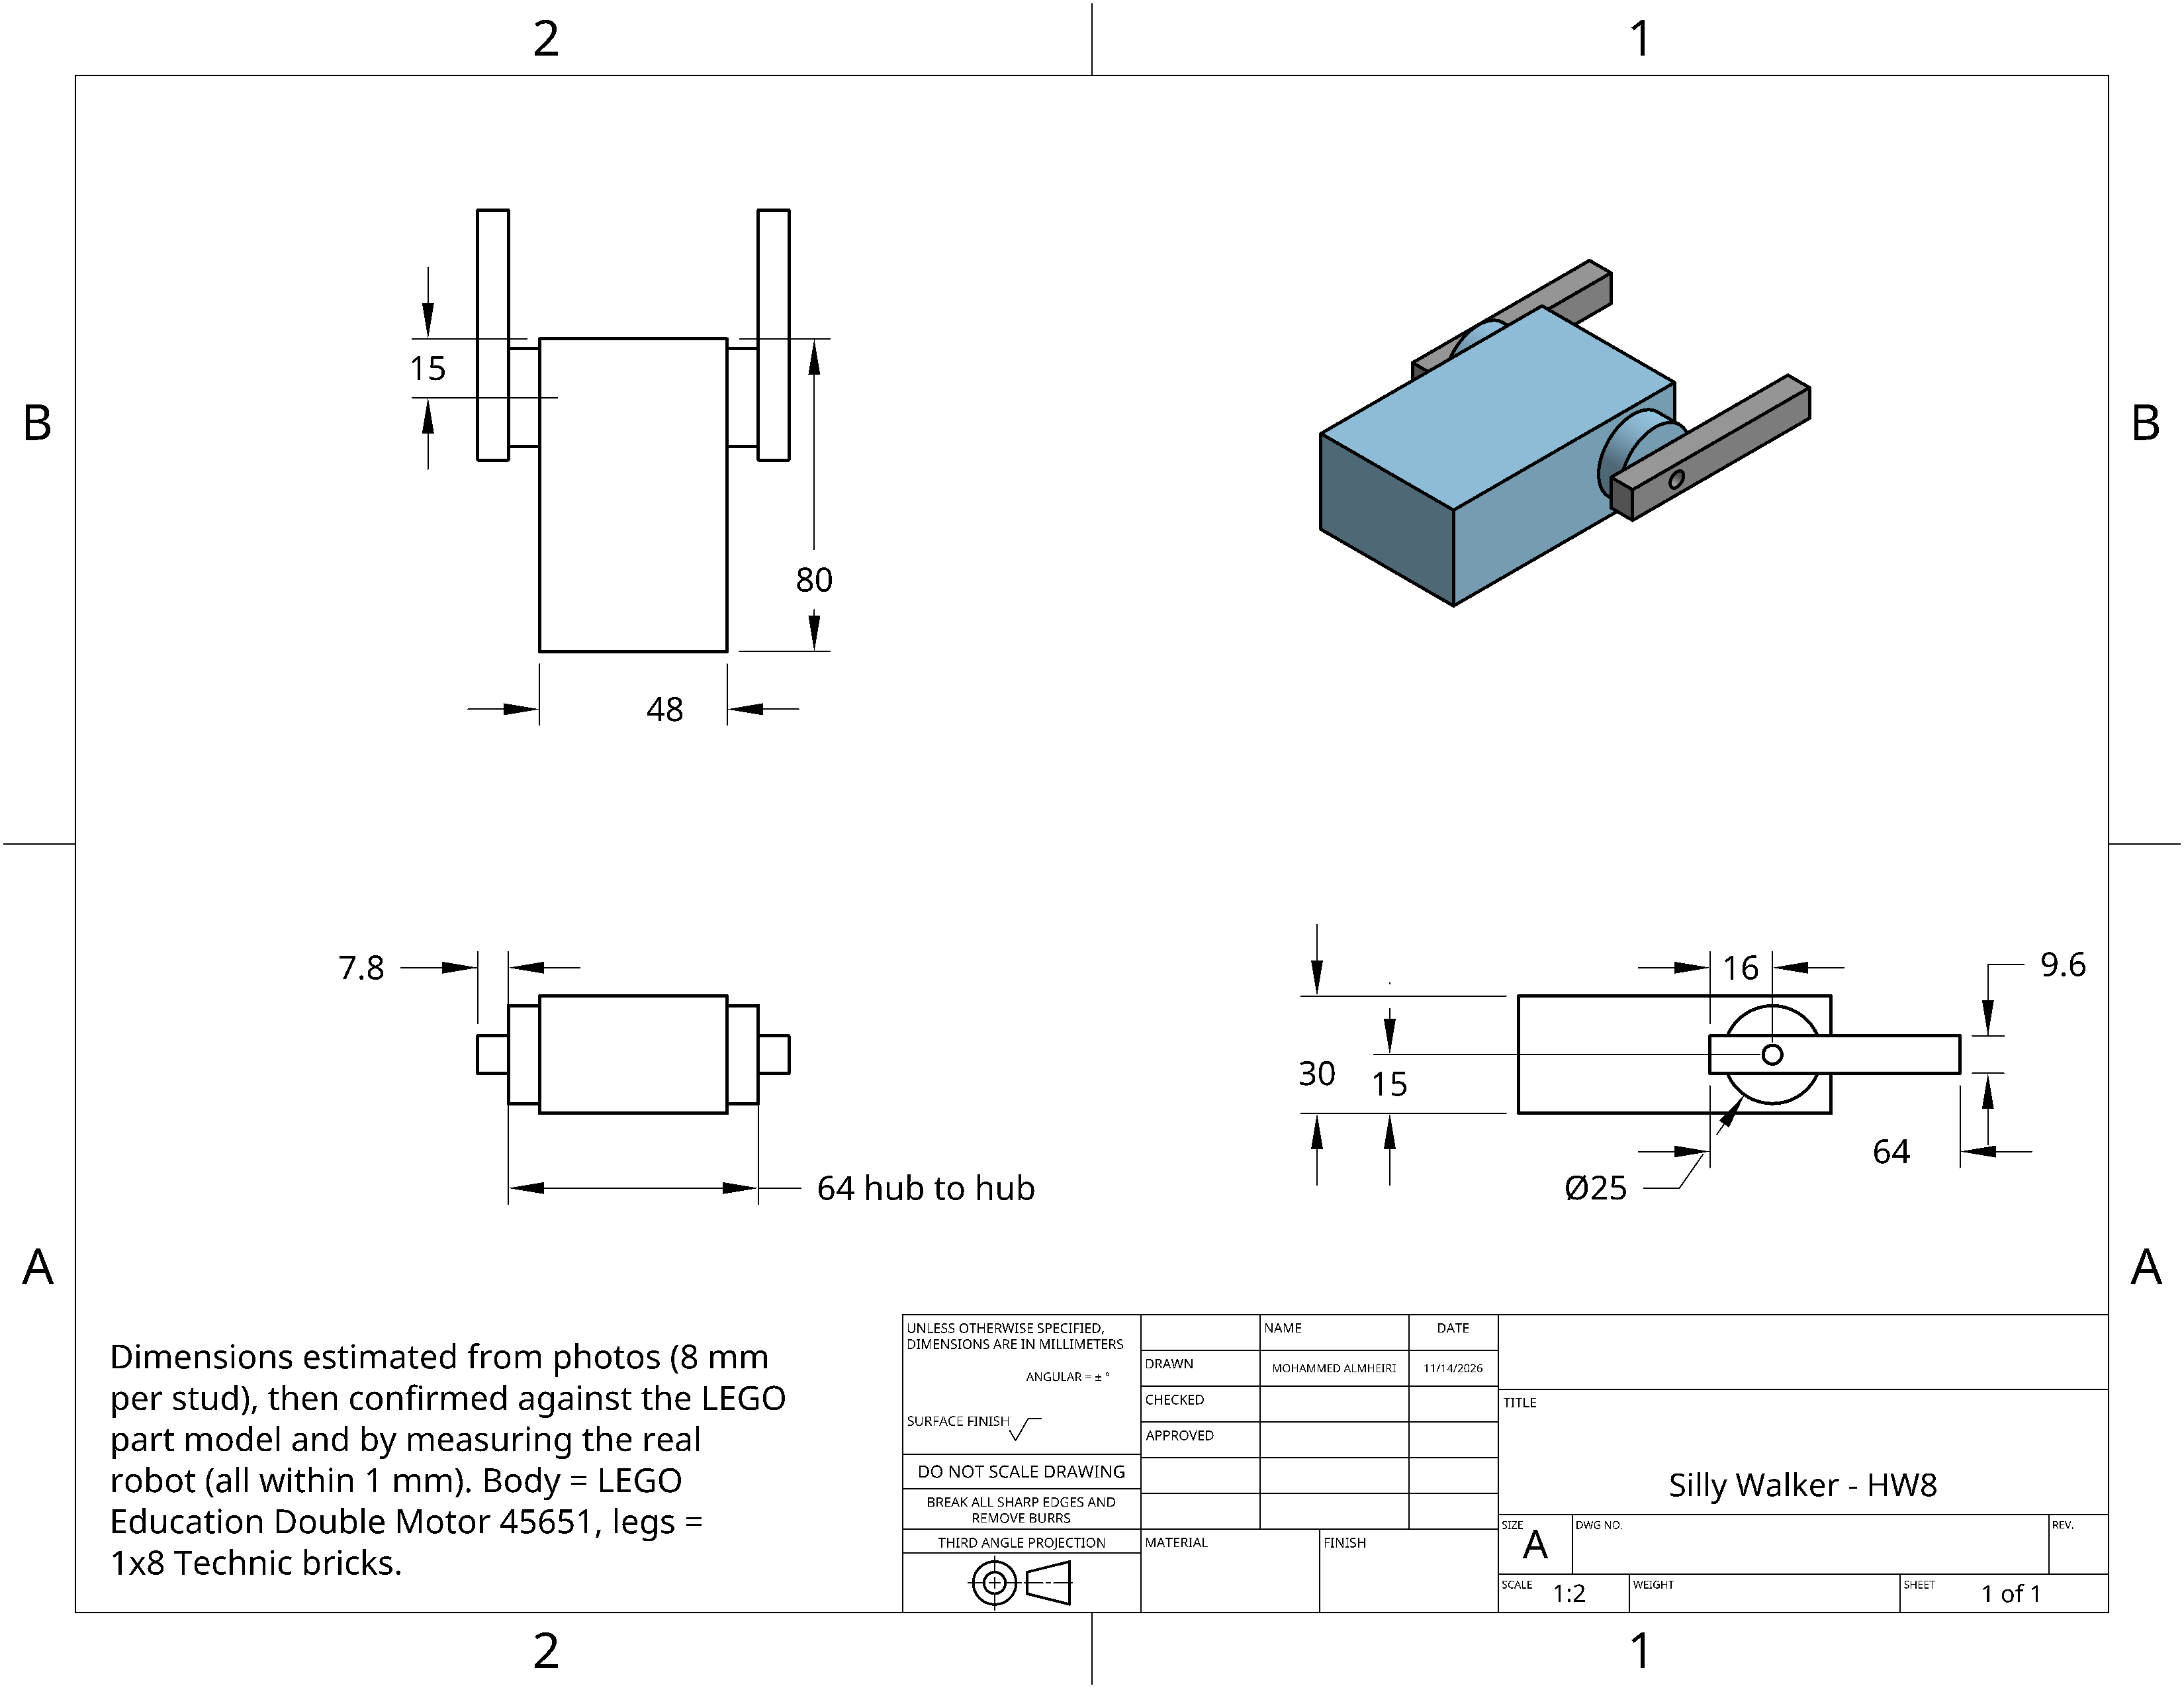 2
1
B
B
15
80
48
7.8
16
9.6
30
15
64
Ø25
64 hub to hub
A
A
Dimensions estimated from photos (8 mm
per stud), then confirmed against the LEGO
part model and by measuring the real
robot (all within 1 mm). Body = LEGO
Education Double Motor 45651, legs =
1x8 Technic bricks.
UNLESS OTHERWISE SPECIFIED,
DIMENSIONS ARE IN MILLIMETERS
ANGULAR = ± °
SURFACE FINISH
DO NOT SCALE DRAWING
BREAK ALL SHARP EDGES AND
REMOVE BURRS
THIRD ANGLE PROJECTION
NAME
DATE
DRAWN
MOHAMMED ALMHEIRI
11/14/2026
CHECKED
APPROVED
MATERIAL
FINISH
TITLE
Silly Walker - HW8
SIZE
A
DWG NO.
REV.
SCALE
1:2
WEIGHT
SHEET
1 of 1
2
1